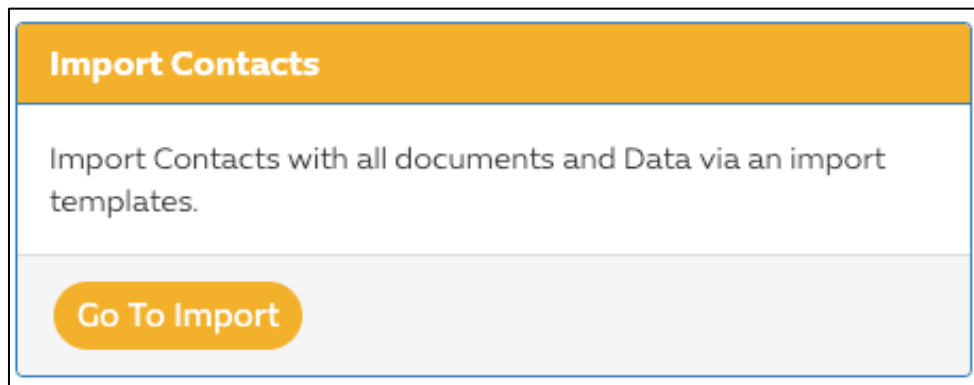 Import Contacts
Import Contacts with all documents and Data via an import
templates.
Go To Import